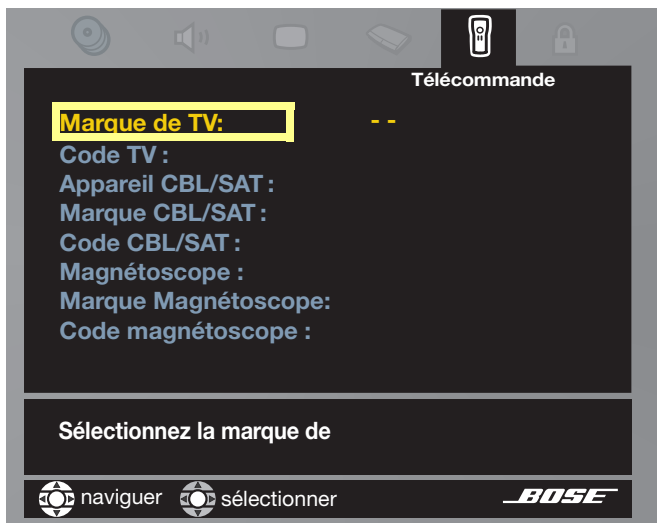 Télécommande
Marque de TV: - -
Code TV :
Appareil CBL/SAT :
Marque CBL/SAT :
Code CBL/SAT :
Magnétoscope :
Marque Magnétoscope:
Code magnétoscope :
Sélectionnez la marque de
naviguer sélectionner BOSE